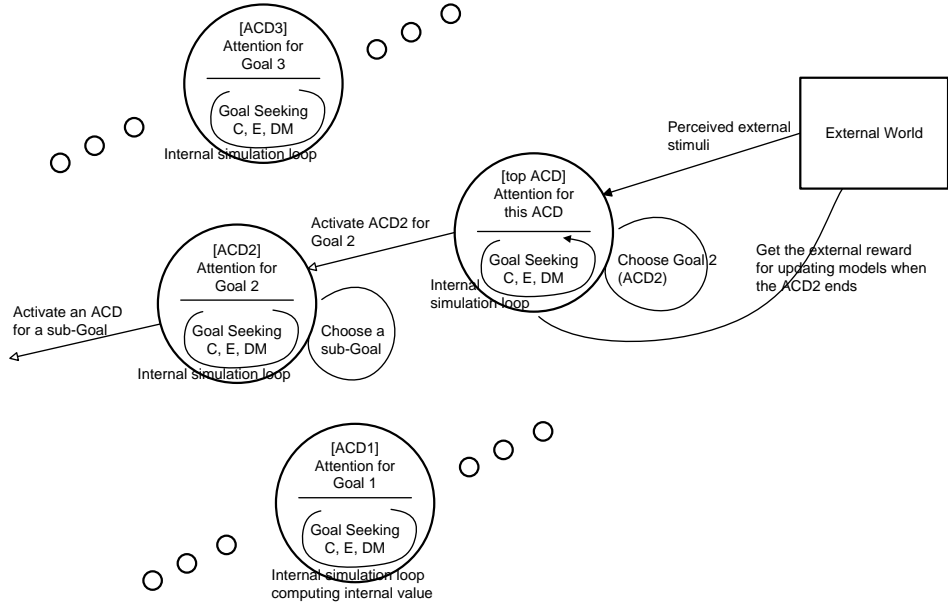 [ACD3]
Attention for
Goal 3
Goal Seeking
C, E, DM
Internal simulation loop
External World
Perceived external
stimuli
[top ACD]
Attention for
this ACD
Goal Seeking
C, E, DM
Internal
simulation loop
Choose Goal 2
(ACD2)
Get the external reward
for updating models when
the ACD2 ends
Activate ACD2 for
Goal 2
[ACD2]
Attention for
Goal 2
Goal Seeking
C, E, DM
Internal simulation loop
Choose a
sub-Goal
Activate an ACD
for a sub-Goal
[ACD1]
Attention for
Goal 1
Goal Seeking
C, E, DM
Internal simulation loop
computing internal value